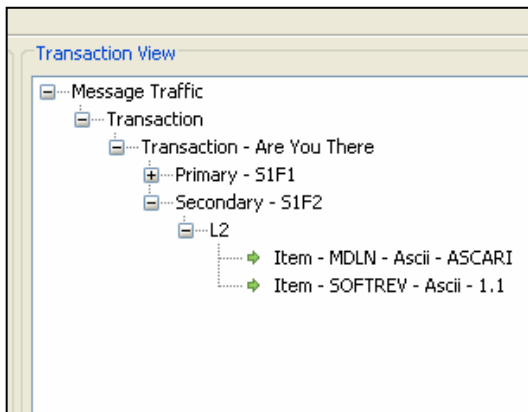 Transaction View
Message Traffic
Transaction
Transaction - Are You There
Primary - S1F1
Secondary - S1F2
L2
Item - MDLN - Ascii - ASCARI
Item - SOFTREV - Ascii - 1.1